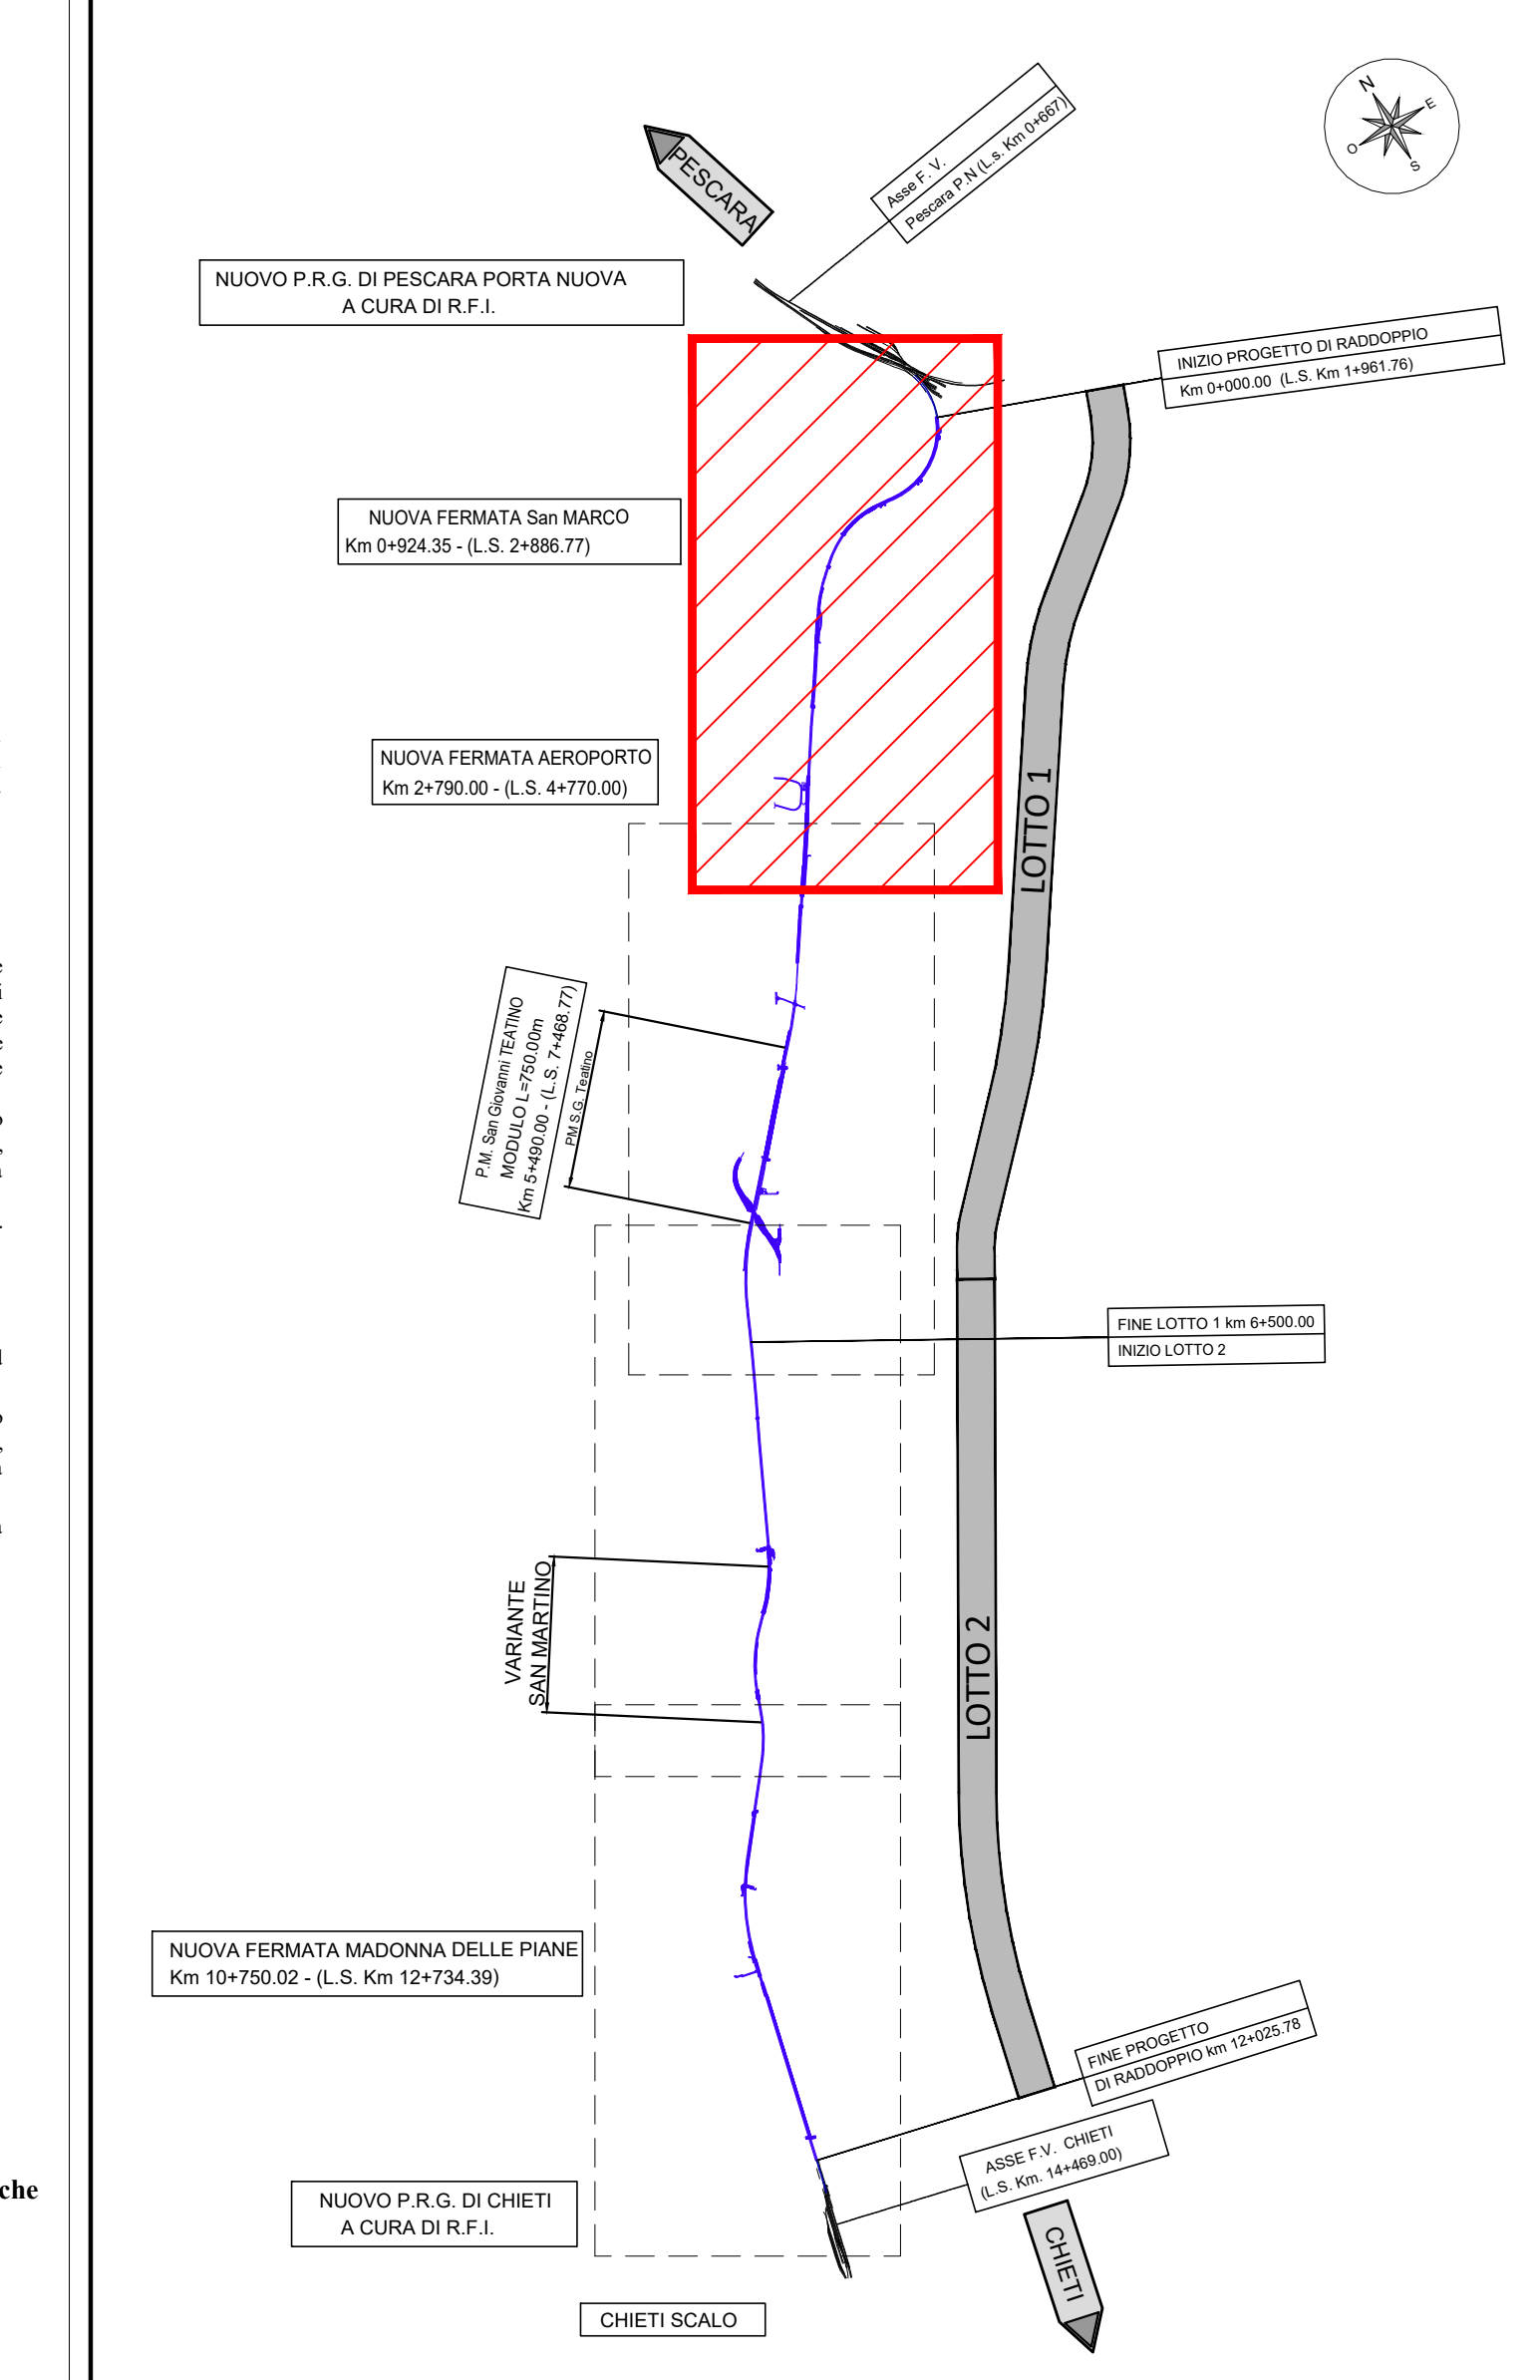 N
E
O
S
PESCARA
Asse F. V.
Pescara P.N (L.s. Km 0+667)
NUOVO P.R.G. DI PESCARA PORTA NUOVA
A CURA DI R.F.I.
INIZIO PROGETTO DI RADDOPPIO
Km 0+000.00 (L.S. Km 1+961.76)
NUOVA FERMATA San MARCO
Km 0+924.35 - (L.S. 2+886.77)
NUOVA FERMATA AEROPORTO
Km 2+790.00 - (L.S. 4+770.00)
LOTTO 1
P.M. San Giovanni TEATINO
MODULO L=750.00m
Km 5+490.00 - (L.S. 7+468.77)
PM S.G. Teatino
FINE LOTTO 1 km 6+500.00
INIZIO LOTTO 2
VARIANTE
SAN MARTINO
LOTTO 2
NUOVA FERMATA MADONNA DELLE PIANE
Km 10+750.02 - (L.S. Km 12+734.39)
FINE PROGETTO
DI RADDOPPIO km 12+025.78
ASSE F.V. CHIETI
(L.S. Km. 14+469.00)
che
NUOVO P.R.G. DI CHIETI
A CURA DI R.F.I.
CHIETI
CHIETI SCALO